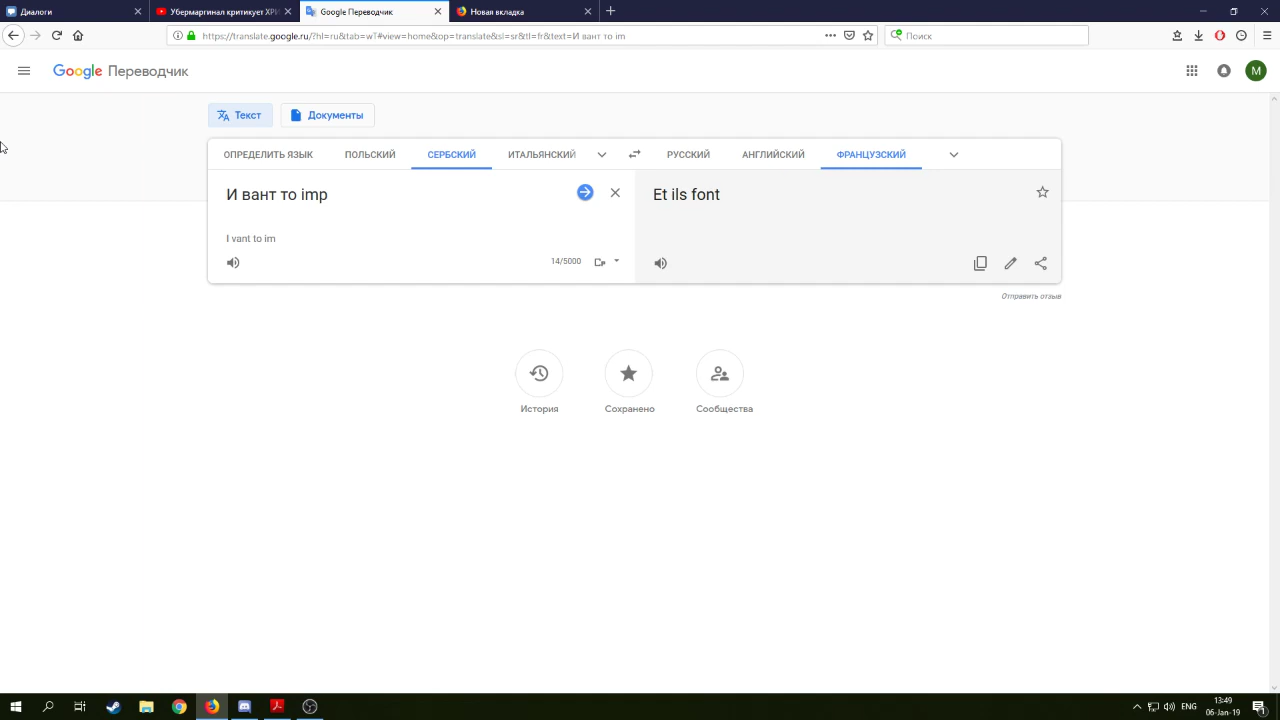 Диалоги
Убермаргинал критикует ХРИ
Google Переводчик
Новая вкладка
https://translate.google.ru/?hl=ru&tab=wT#view=home&op=translate&sl=sr&tl=fr&text=И вант то im
Поиск
Google Переводчик
M
Текст
Документы
ОПРЕДЕЛИТЬ ЯЗЫК ПОЛЬСКИЙ СЕРБСКИЙ ИТАЛЬЯНСКИЙ
РУССКИЙ АНГЛИЙСКИЙ ФРАНЦУЗСКИЙ
И вант то imp
Et ils font
I vant to im
14/5000
Отправить отзыв
История
Сохранено
Сообщества
ENG
13:49
06-Jan-19
1